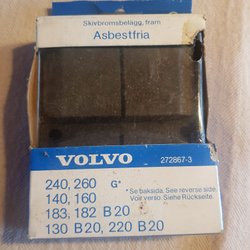 Skivbromsbelägg, fram
Asbestfria
VOLVO 272867-3
240, 260 G* * Se baksida. See reverse side.
140, 160 Voir verso. Siehe Rückseite.
183, 182 B 20
130 B 20, 220 B 20